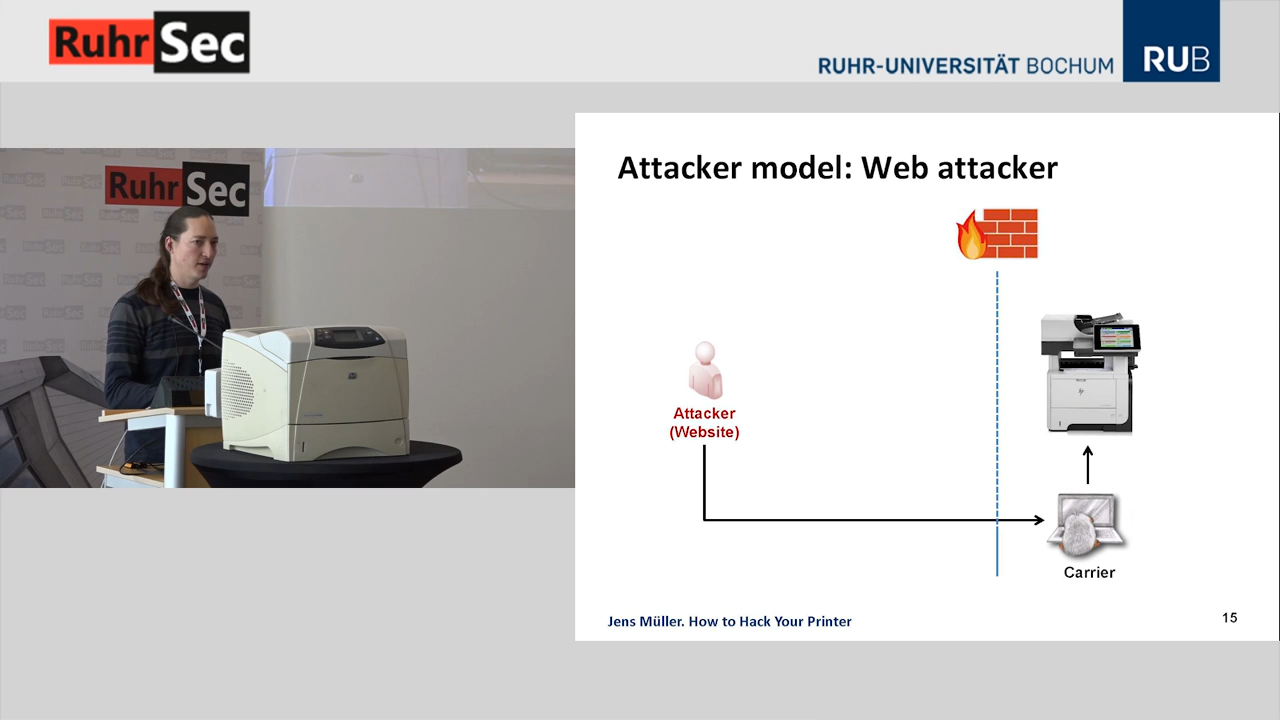 RuhrSec
RUHR-UNIVERSITÄT BOCHUM
RUB
RuhrSec
Attacker model: Web attacker
Attacker
(Website)
Carrier
Jens Müller. How to Hack Your Printer
15